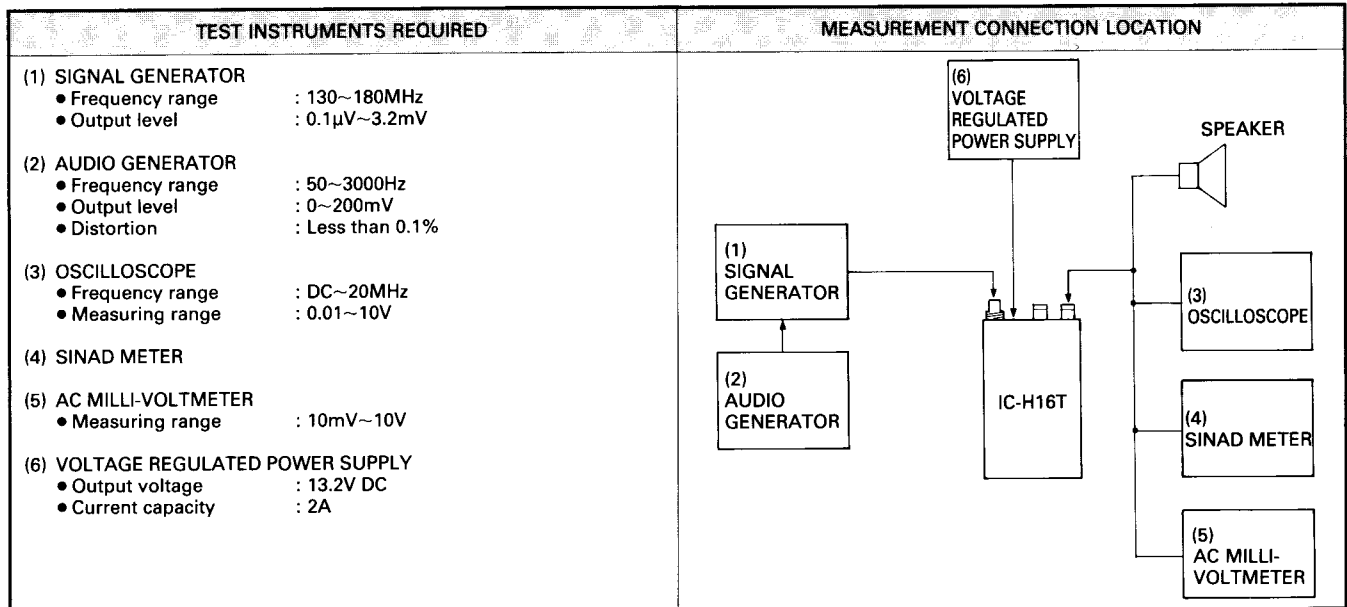 TEST INSTRUMENTS REQUIRED
(1) SIGNAL GENERATOR
● Frequency range : 130~180MHz
● Output level : 0.1µV~3.2mV
(2) AUDIO GENERATOR
● Frequency range : 50~3000Hz
● Output level : 0~200mV
● Distortion : Less than 0.1%
(3) OSCILLOSCOPE
● Frequency range : DC~20MHz
● Measuring range : 0.01~10V
(4) SINAD METER
(5) AC MILLI-VOLTMETER
● Measuring range : 10mV~10V
(6) VOLTAGE REGULATED POWER SUPPLY
● Output voltage : 13.2V DC
● Current capacity : 2A
MEASUREMENT CONNECTION LOCATION
(6)
VOLTAGE
REGULATED
POWER SUPPLY
SPEAKER
(1)
SIGNAL
GENERATOR
(2)
AUDIO
GENERATOR
IC-H16T
(3)
OSCILLOSCOPE
(4)
SINAD METER
(5)
AC MILLI-
VOLTMETER